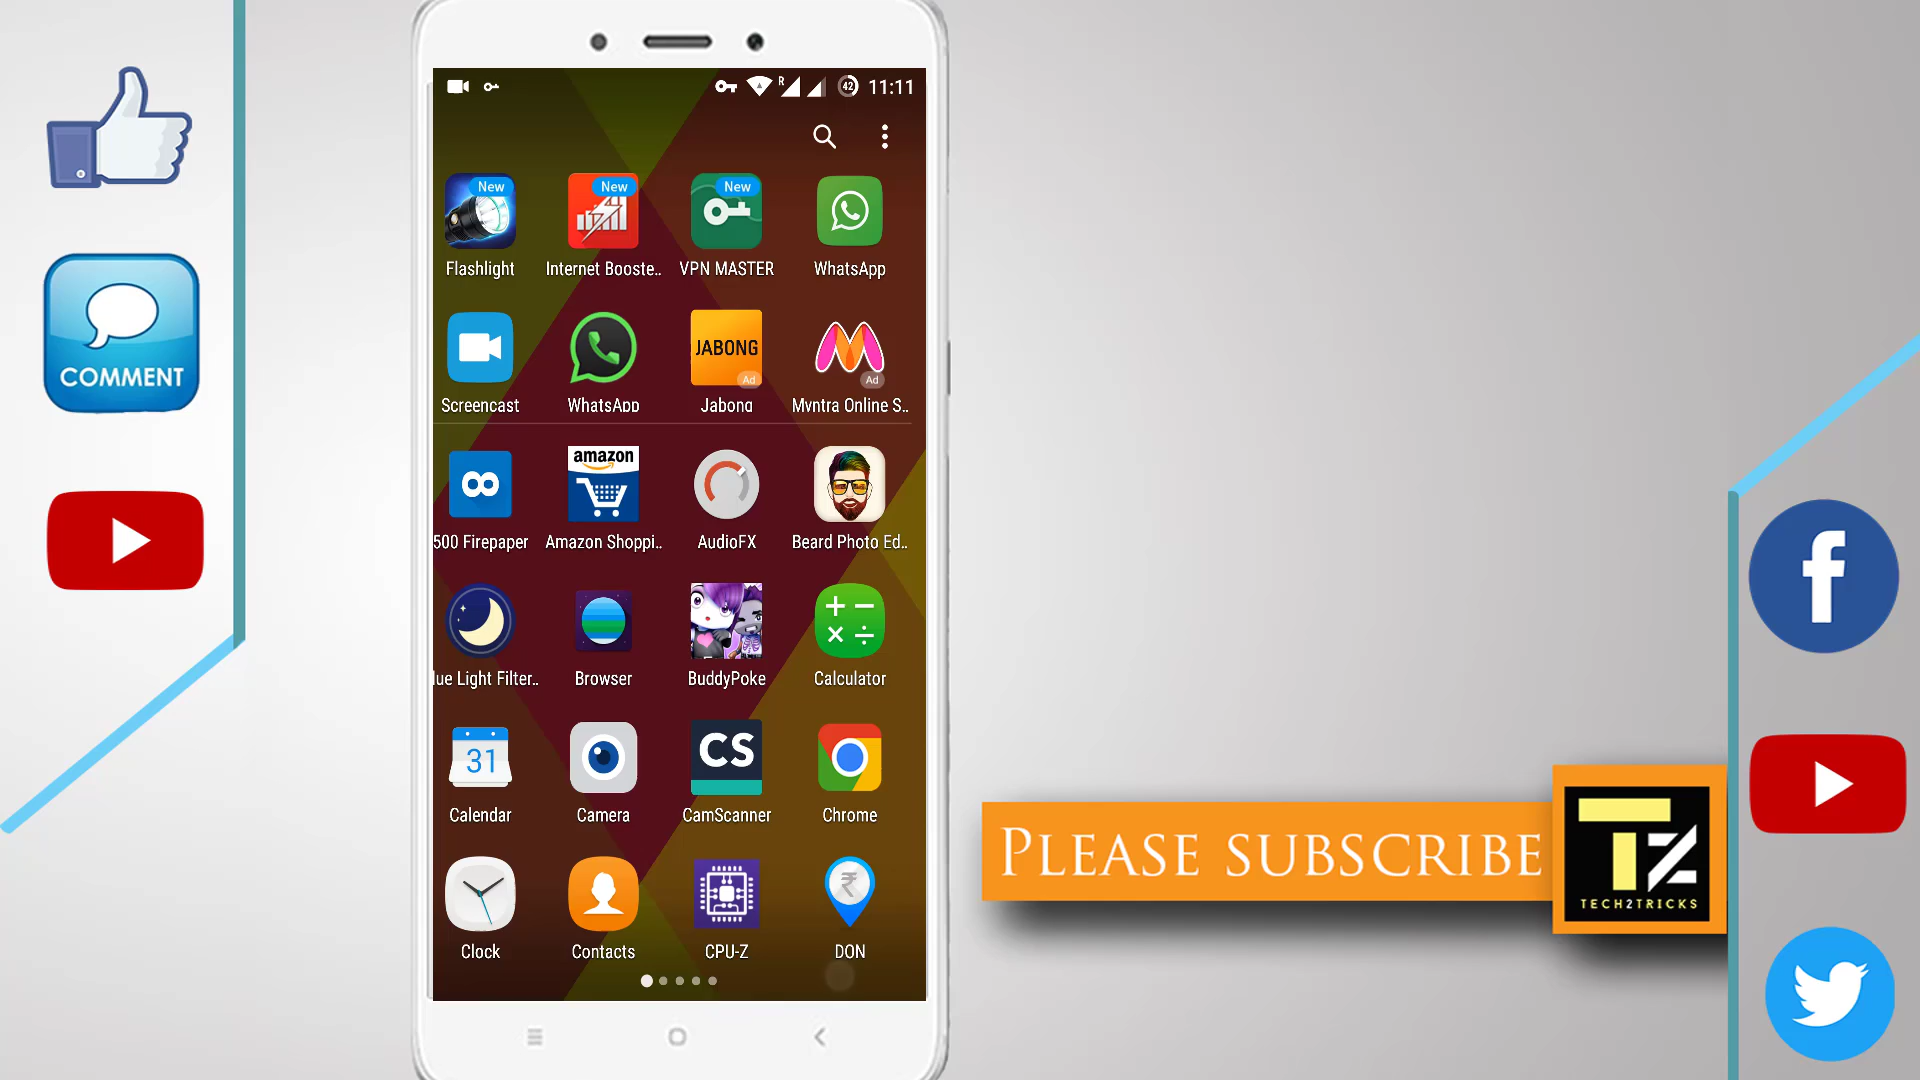 R 42 11:11
New New New
Flashlight Internet Booste.. VPN MASTER WhatsApp
JABONG
Ad Ad
Screencast WhatsApp Jabong Myntra Online S..
amazon
500 Firepaper Amazon Shoppi.. AudioFX Beard Photo Ed..
lue Light Filter.. Browser BuddyPoke Calculator
31 CS
Calendar Camera CamScanner Chrome
Clock Contacts CPU-Z DON
COMMENT
PLEASE SUBSCRIBE
TZ
TECH2TRICKS
f